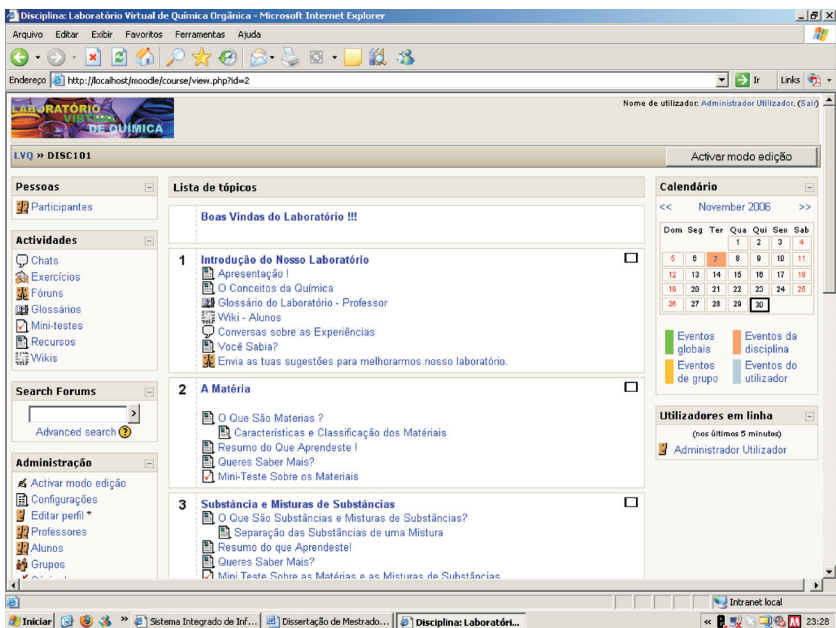 Disciplina: Laboratório Virtual de Química Orgânica - Microsoft Internet Explorer
Arquivo Editar Exibir Favoritos Ferramentas Ajuda
Endereço http://localhost/moodle/course/view.php?id=2 Ir Links
LABORATÓRIO
VIRTUAL
DE QUÍMICA
Nome de utilizador: Administrador Utilizador. (Sair)
LVQ » DISC101
Activar modo edição
Pessoas
Participantes
Actividades
Chats
Exercícios
Fóruns
Glossários
Mini-testes
Recursos
Wikis
Search Forums
>
Advanced search ?
Administração
Activar modo edição
Configurações
Editar perfil *
Professores
Alunos
Grupos
Lista de tópicos
Boas Vindas do Laboratório !!!
1 Introdução do Nosso Laboratório
Apresentação !
O Conceitos da Química
Glossário do Laboratório - Professor
Wiki - Alunos
Conversas sobre as Experiências
Você Sabia?
Envia as tuas sugestões para melhorarmos nosso laboratório.
2 A Matéria
O Que São Materias ?
Características e Classificação dos Matériais
Resumo do Que Aprendeste !
Queres Saber Mais?
Mini-Teste Sobre os Materiais
3 Substância e Misturas de Substâncias
O Que São Substâncias e Misturas de Substâncias?
Separação das Substâncias de uma Mistura
Resumo do que Aprendeste!
Queres Saber Mais?
Mini Teste Sobre as Matérias e as Misturas de Substâncias
Calendário
<< November 2006 >>
Dom Seg Ter Qua Qui Sex Sab
1 2 3 4
5 6 7 8 9 10 11
12 13 14 15 16 17 18
19 20 21 22 23 24 25
26 27 28 29 30
Eventos globais
Eventos da disciplina
Eventos de grupo
Eventos do utilizador
Utilizadores em linha
(nos últimos 5 minutos)
Administrador Utilizador
Intranet local
Iniciar » Sistema Integrado de Inf... Dissertação de Mestrado... Disciplina: Laboratóri... « 23:28